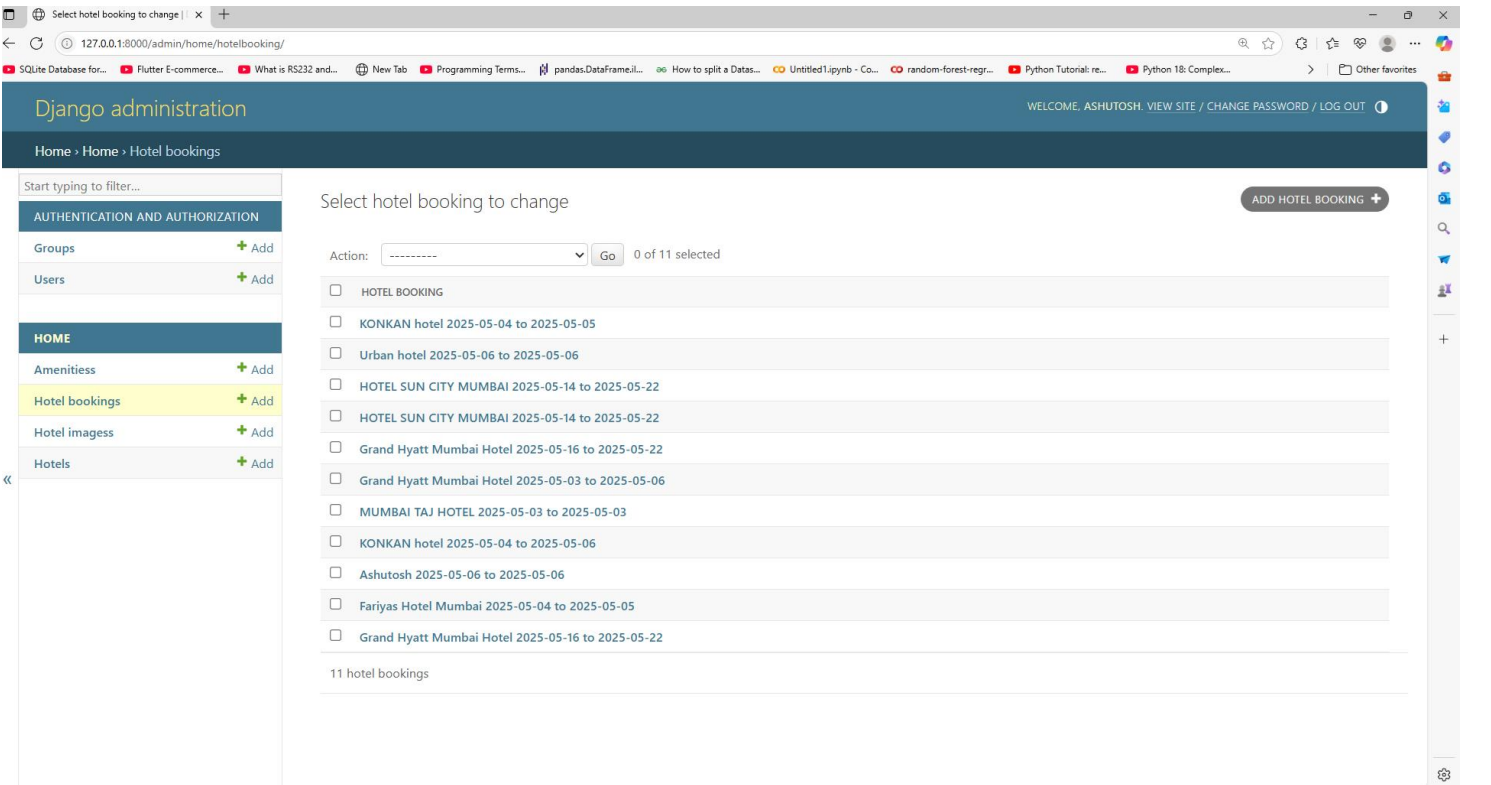 Select hotel booking to change |
127.0.0.1:8000/admin/home/hotelbooking/
SQLite Database for... Flutter E-commerce... What is RS232 and... New Tab Programming Terms... pandas.DataFrame.il... How to split a Datas... Untitled1.ipynb - Co... random-forest-regr... Python Tutorial: re... Python 18: Complex... Other favorites
Django administration
WELCOME, ASHUTOSH. VIEW SITE / CHANGE PASSWORD / LOG OUT
Home › Home › Hotel bookings
Start typing to filter...
AUTHENTICATION AND AUTHORIZATION
Groups + Add
Users + Add
HOME
Amenitiess + Add
Hotel bookings + Add
Hotel imagess + Add
Hotels + Add
«
Select hotel booking to change
ADD HOTEL BOOKING +
Action: --------- Go 0 of 11 selected
HOTEL BOOKING
KONKAN hotel 2025-05-04 to 2025-05-05
Urban hotel 2025-05-06 to 2025-05-06
HOTEL SUN CITY MUMBAI 2025-05-14 to 2025-05-22
HOTEL SUN CITY MUMBAI 2025-05-14 to 2025-05-22
Grand Hyatt Mumbai Hotel 2025-05-16 to 2025-05-22
Grand Hyatt Mumbai Hotel 2025-05-03 to 2025-05-06
MUMBAI TAJ HOTEL 2025-05-03 to 2025-05-03
KONKAN hotel 2025-05-04 to 2025-05-06
Ashutosh 2025-05-06 to 2025-05-06
Fariyas Hotel Mumbai 2025-05-04 to 2025-05-05
Grand Hyatt Mumbai Hotel 2025-05-16 to 2025-05-22
11 hotel bookings